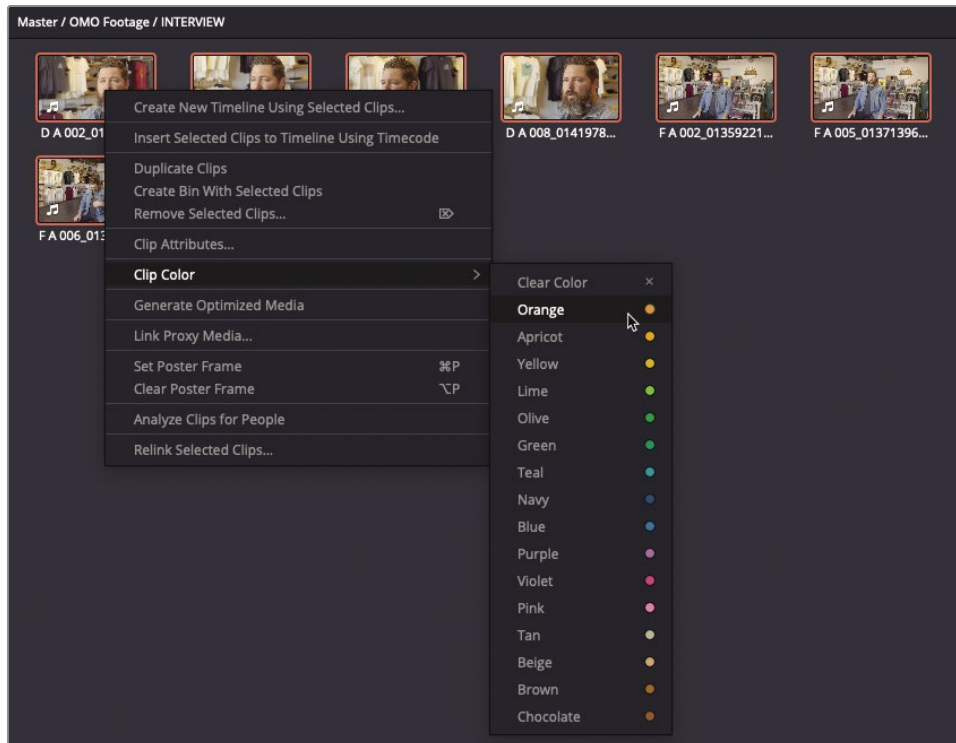 Master / OMO Footage / INTERVIEW
D A 002_01
D A 008_0141978...
F A 002_01359221...
F A 005_01371396...
F A 006_013
Create New Timeline Using Selected Clips...
Insert Selected Clips to Timeline Using Timecode
Duplicate Clips
Create Bin With Selected Clips
Remove Selected Clips...
Clip Attributes...
Clip Color >
Generate Optimized Media
Link Proxy Media...
Set Poster Frame ⌘P
Clear Poster Frame ⌥P
Analyze Clips for People
Relink Selected Clips...
Clear Color ×
Orange
Apricot
Yellow
Lime
Olive
Green
Teal
Navy
Blue
Purple
Violet
Pink
Tan
Beige
Brown
Chocolate